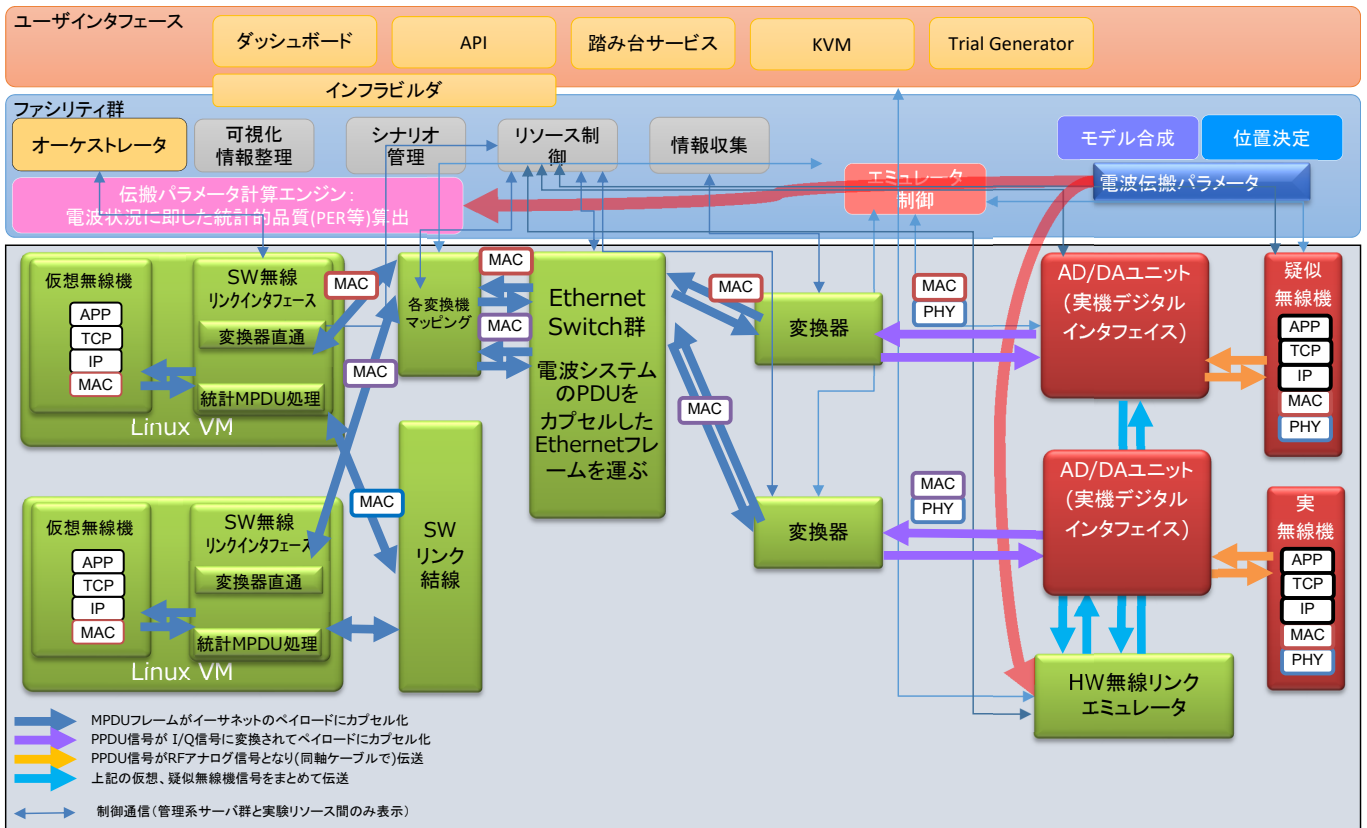 ユーザインタフェース
ダッシュボード
API
踏み台サービス
KVM
Trial Generator
インフラビルダ
ファシリティ群
オーケストレータ
可視化
情報整理
シナリオ
管理
リソース制
御
情報収集
モデル合成
位置決定
伝搬パラメータ計算エンジン:
電波状況に即した統計的品質(PER等)算出
エミュレータ
制御
電波伝搬パラメータ
仮想無線機
APP
TCP
IP
MAC
SW無線
リンクインタフェース
変換器直通
統計MPDU処理
Linux VM
MAC
MAC
各変換機
マッピング
MAC
MAC
Ethernet
Switch群
電波システム
のPDUを
カプセルした
Ethernetフレ
ームを運ぶ
MAC
MAC
変換器
MAC
PHY
AD/DAユニット
(実機デジタル
インタフェイス)
疑似
無線機
APP
TCP
IP
MAC
PHY
仮想無線機
APP
TCP
IP
MAC
SW無線
リンクインタフェース
変換器直通
統計MPDU処理
Linux VM
MAC
SW
リンク
結線
変換器
MAC
PHY
AD/DAユニット
(実機デジタル
インタフェイス)
実
無線機
APP
TCP
IP
MAC
PHY
HW無線リンク
エミュレータ
MPDUフレームがイーサネットのペイロードにカプセル化
PPDU信号が I/Q信号に変換されてペイロードにカプセル化
PPDU信号がRFアナログ信号となり(同軸ケーブルで)伝送
上記の仮想、疑似無線機信号をまとめて伝送
制御通信(管理系サーバ群と実験リソース間のみ表示)